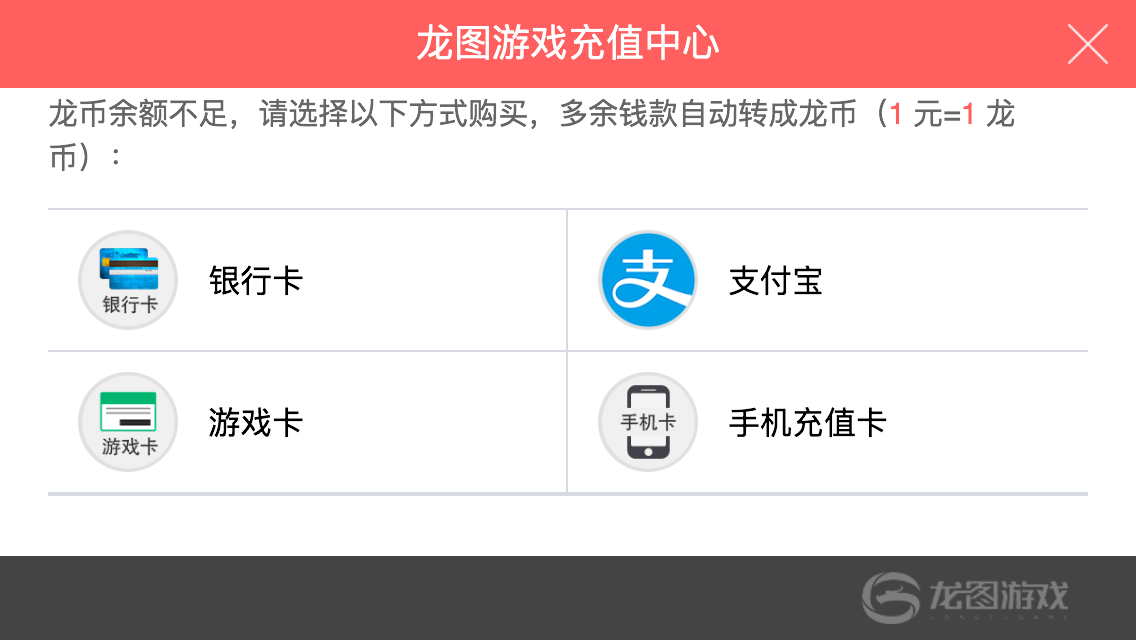 龙图游戏充值中心
龙币余额不足，请选择以下方式购买，多余钱款自动转成龙币（1 元=1 龙
币）：
银行卡
银行卡
支
支付宝
游戏卡
游戏卡
手机卡
手机充值卡
龙图游戏
LONGTUGAME